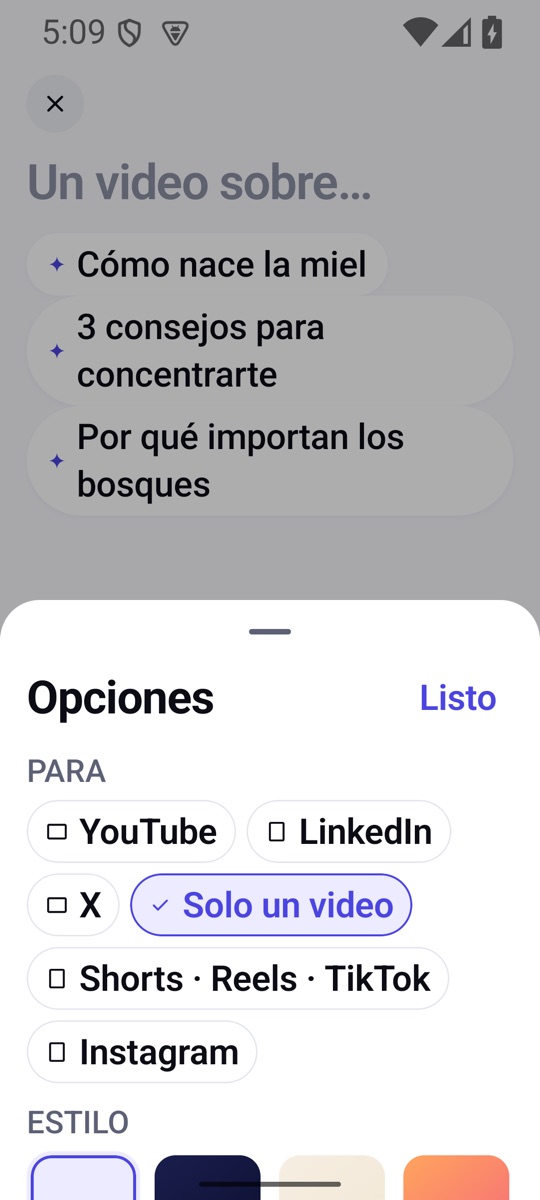 5:09
Un video sobre…
Cómo nace la miel
3 consejos para
concentrarte
Por qué importan los
bosques
Opciones
Listo
PARA
YouTube
LinkedIn
X
Solo un video
Shorts · Reels · TikTok
Instagram
ESTILO